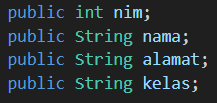 public int nim;
public String nama;
public String alamat;
public String kelas;